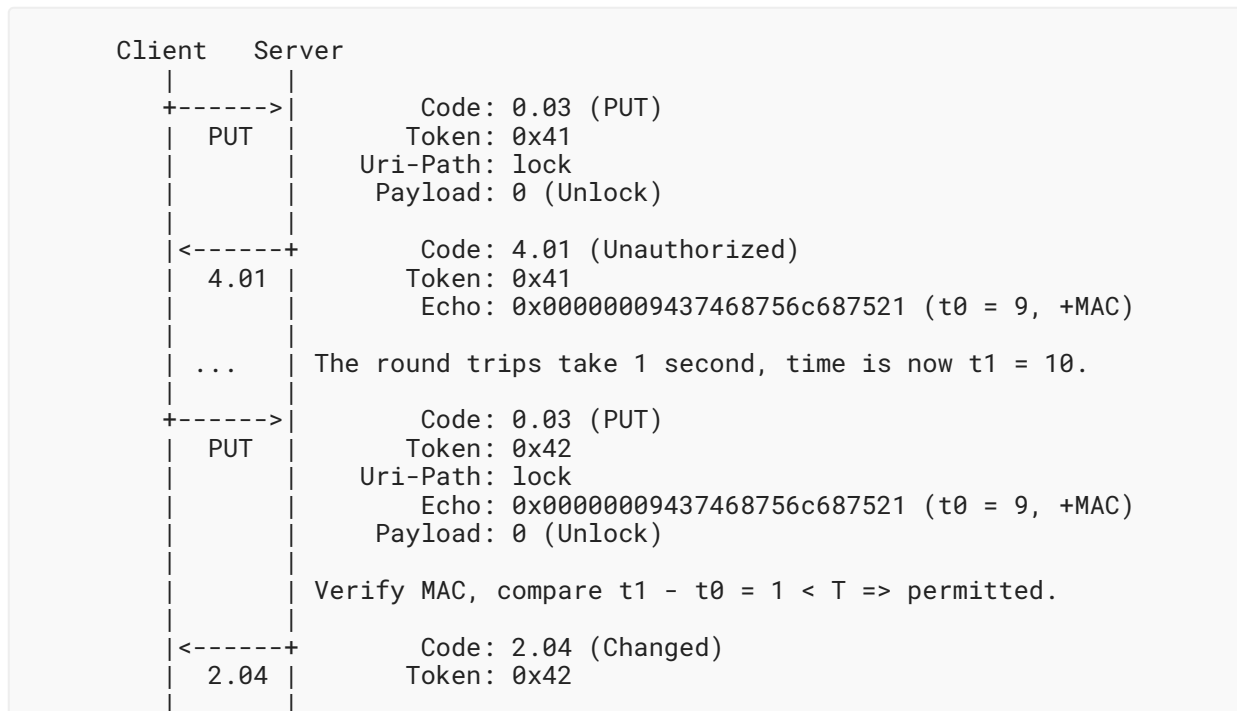 Client   Server
   |       |
   +------>|        Code: 0.03 (PUT)
   |  PUT  |       Token: 0x41
   |       |    Uri-Path: lock
   |       |     Payload: 0 (Unlock)
   |       |
   |<------+        Code: 4.01 (Unauthorized)
   |  4.01 |       Token: 0x41
   |       |        Echo: 0x00000009437468756c687521 (t0 = 9, +MAC)
   |       |
   | ...   | The round trips take 1 second, time is now t1 = 10.
   |       |
   +------>|        Code: 0.03 (PUT)
   |  PUT  |       Token: 0x42
   |       |    Uri-Path: lock
   |       |        Echo: 0x00000009437468756c687521 (t0 = 9, +MAC)
   |       |     Payload: 0 (Unlock)
   |       |
   |       | Verify MAC, compare t1 - t0 = 1 < T => permitted.
   |       |
   |<------+        Code: 2.04 (Changed)
   |  2.04 |       Token: 0x42
   |       |